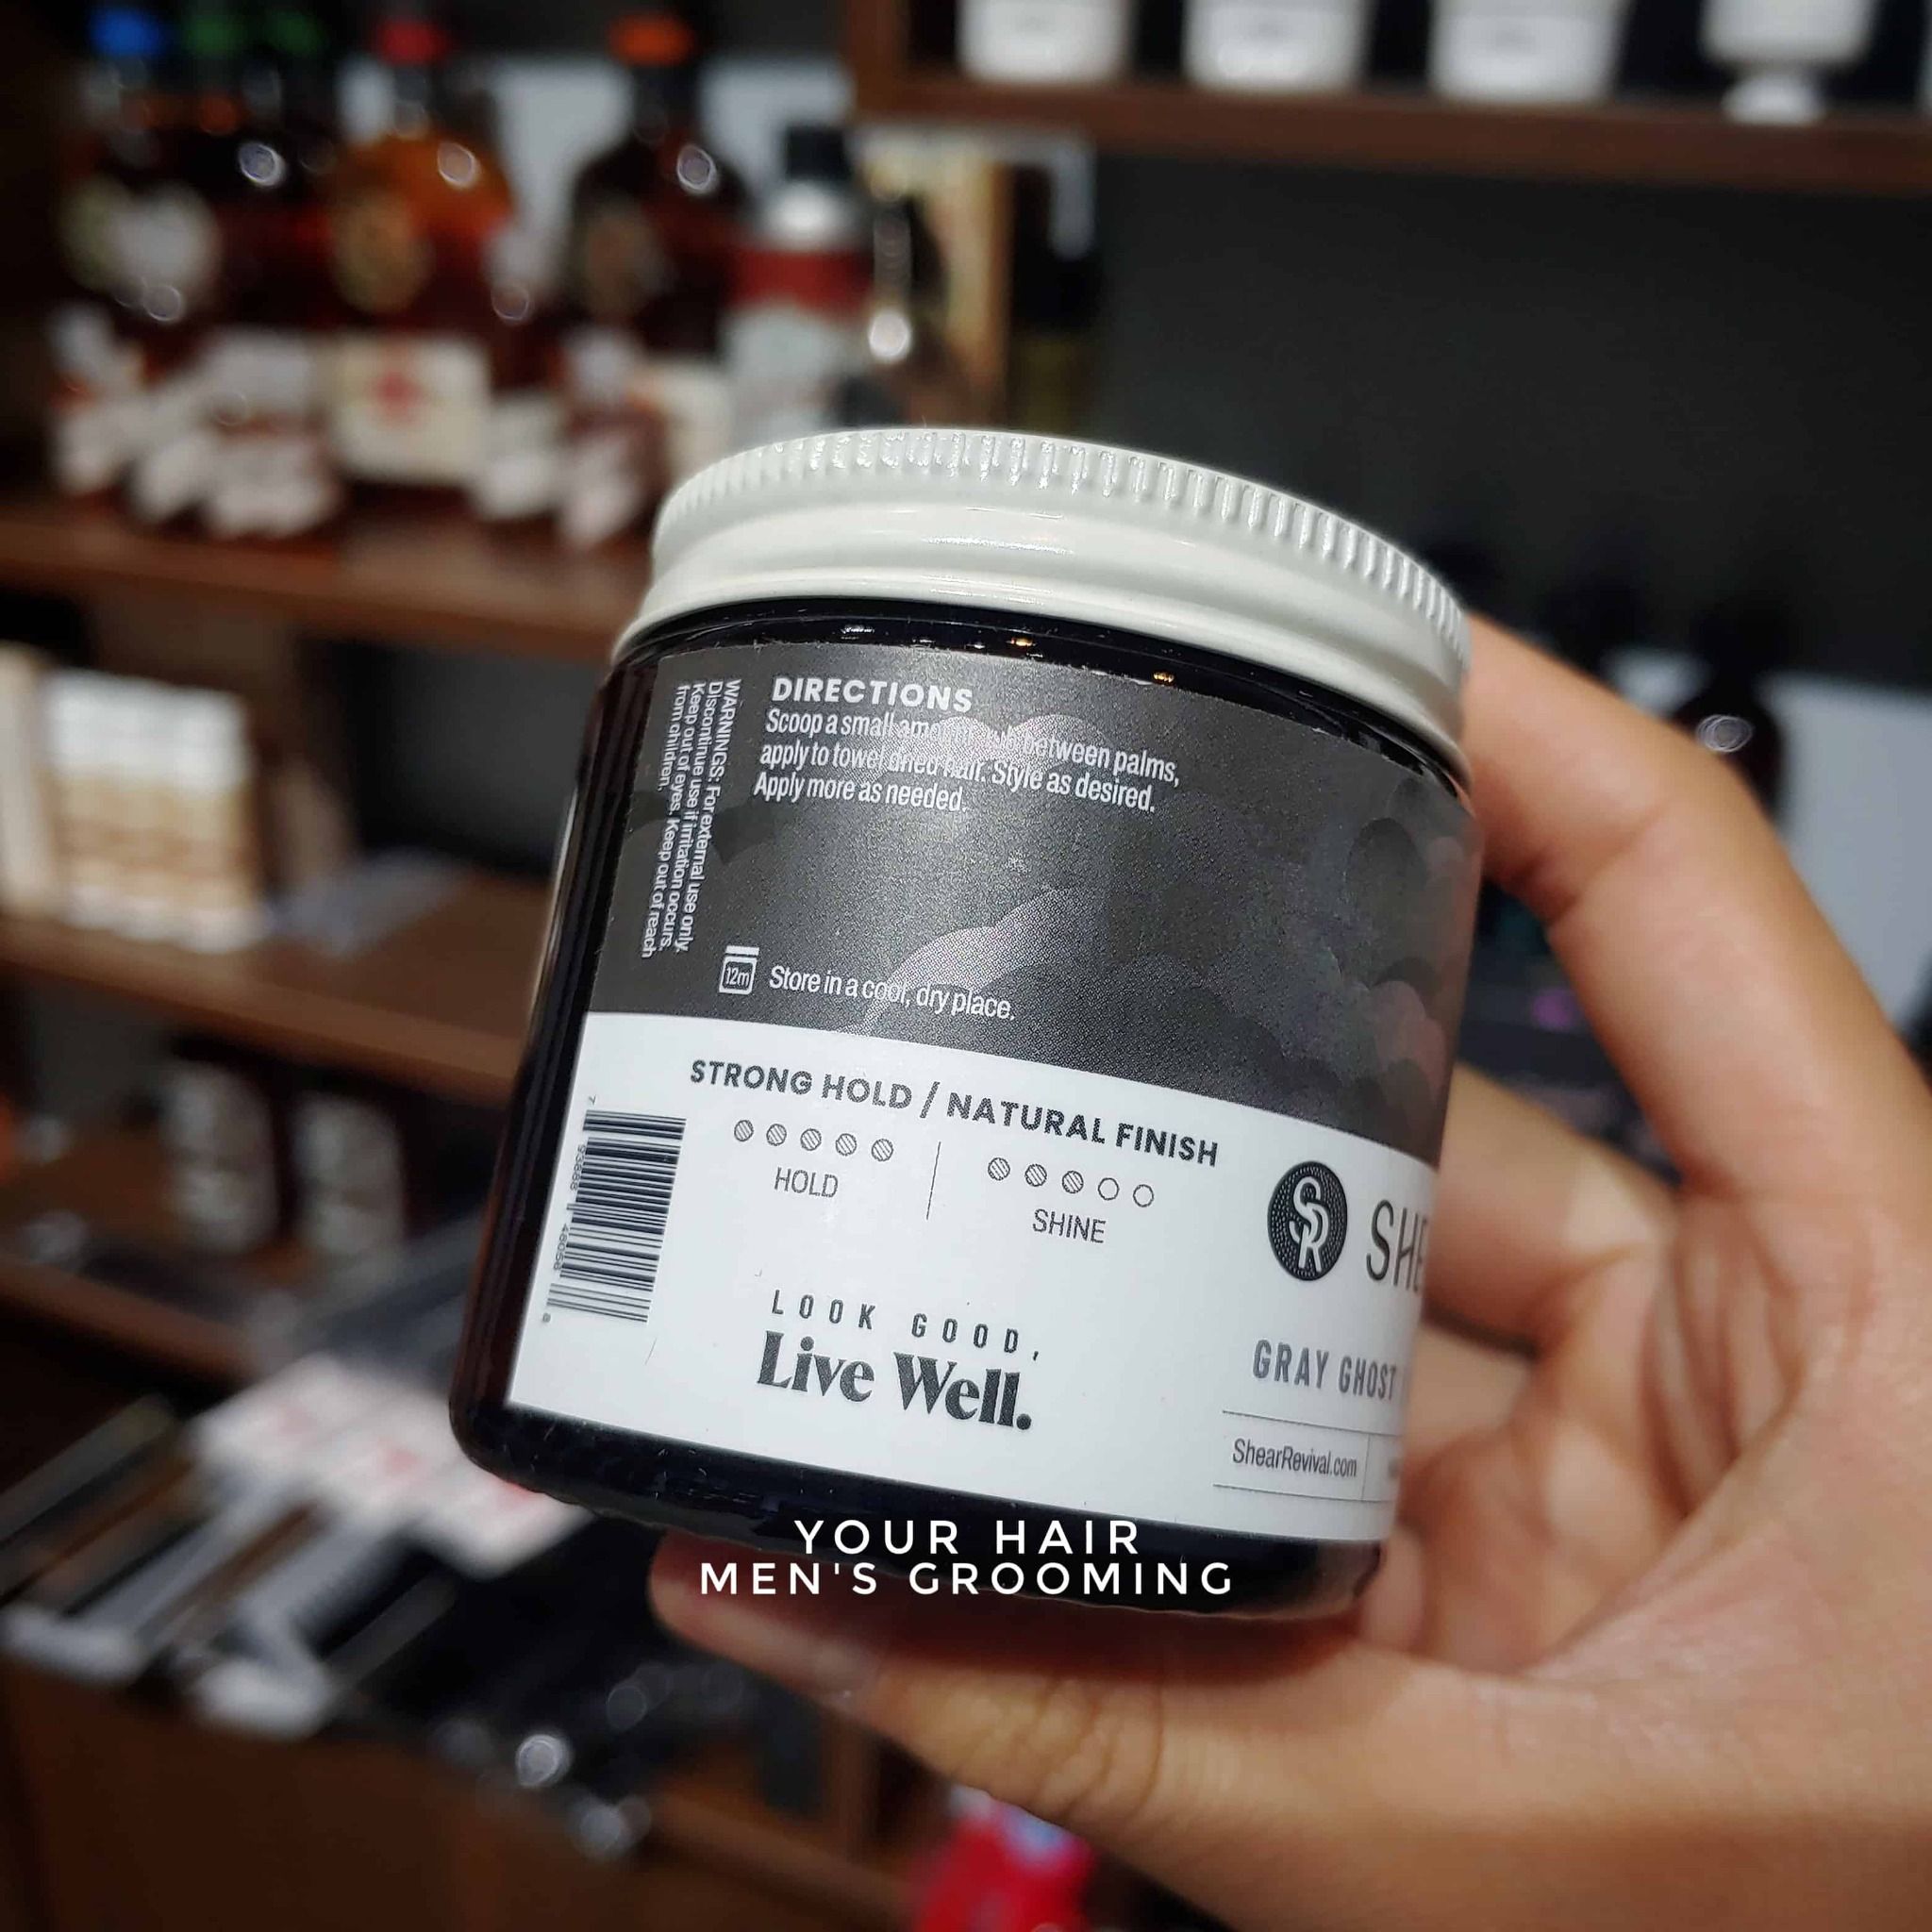 DIRECTIONS
Scoop a small amount, rub between palms,
apply to towel dried hair. Style as desired.
Apply more as needed.
WARNINGS: For external use only.
Discontinue use if irritation occurs.
Keep out of eyes. Keep out of reach
from children.
12m
Store in a cool, dry place.
STRONG HOLD / NATURAL FINISH
HOLD
SHINE
LOOK GOOD,
Live Well.
SR
SHE
GRAY GHOST
ShearRevival.com
YOUR HAIR
MEN'S GROOMING